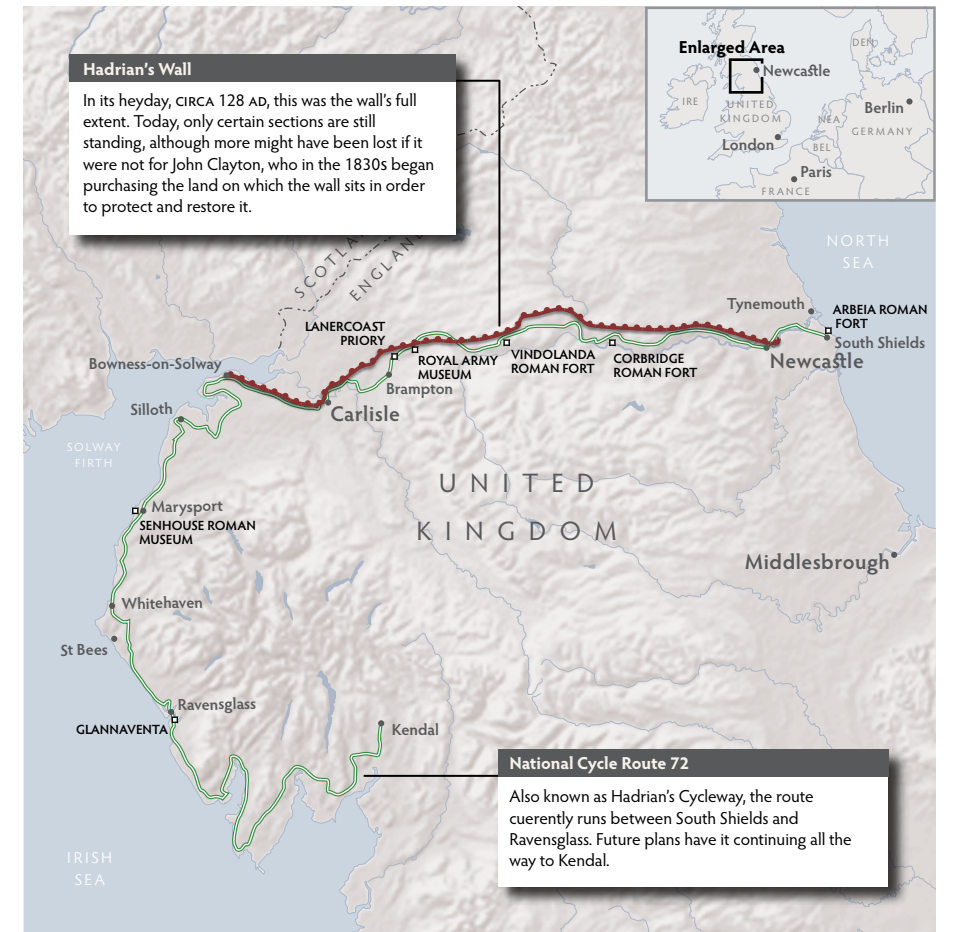 Hadrian's Wall
In its heyday, CIRCA 128 AD, this was the wall's full
extent. Today, only certain sections are still
standing, although more might have been lost if it
were not for John Clayton, who in the 1830s began
purchasing the land on which the wall sits in order
to protect and restore it.
Enlarged Area
DEN
Newcastle
IRE
UNITED
KINGDOM
NEA
Berlin
GERMANY
London
BEL
Paris
FRANCE
NORTH
SEA
SCOTLA
ENGLAND
Tynemouth
ARBEIA ROMAN
FORT
South Shields
LANERCOAST
PRIORY
ROYAL ARMY
MUSEUM
VINDOLANDA
ROMAN FORT
CORBRIDGE
ROMAN FORT
Newcastle
Bowness-on-Solway
Brampton
Silloth
Carlisle
SOLWAY
FIRTH
UNITED
KINGDOM
Marysport
SENHOUSE ROMAN
MUSEUM
Middlesbrough
Whitehaven
St Bees
Ravensglass
GLANNAVENTA
Kendal
National Cycle Route 72
Also known as Hadrian's Cycleway, the route
cuerently runs between South Shields and
Ravensglass. Future plans have it continuing all the
way to Kendal.
IRISH
SEA